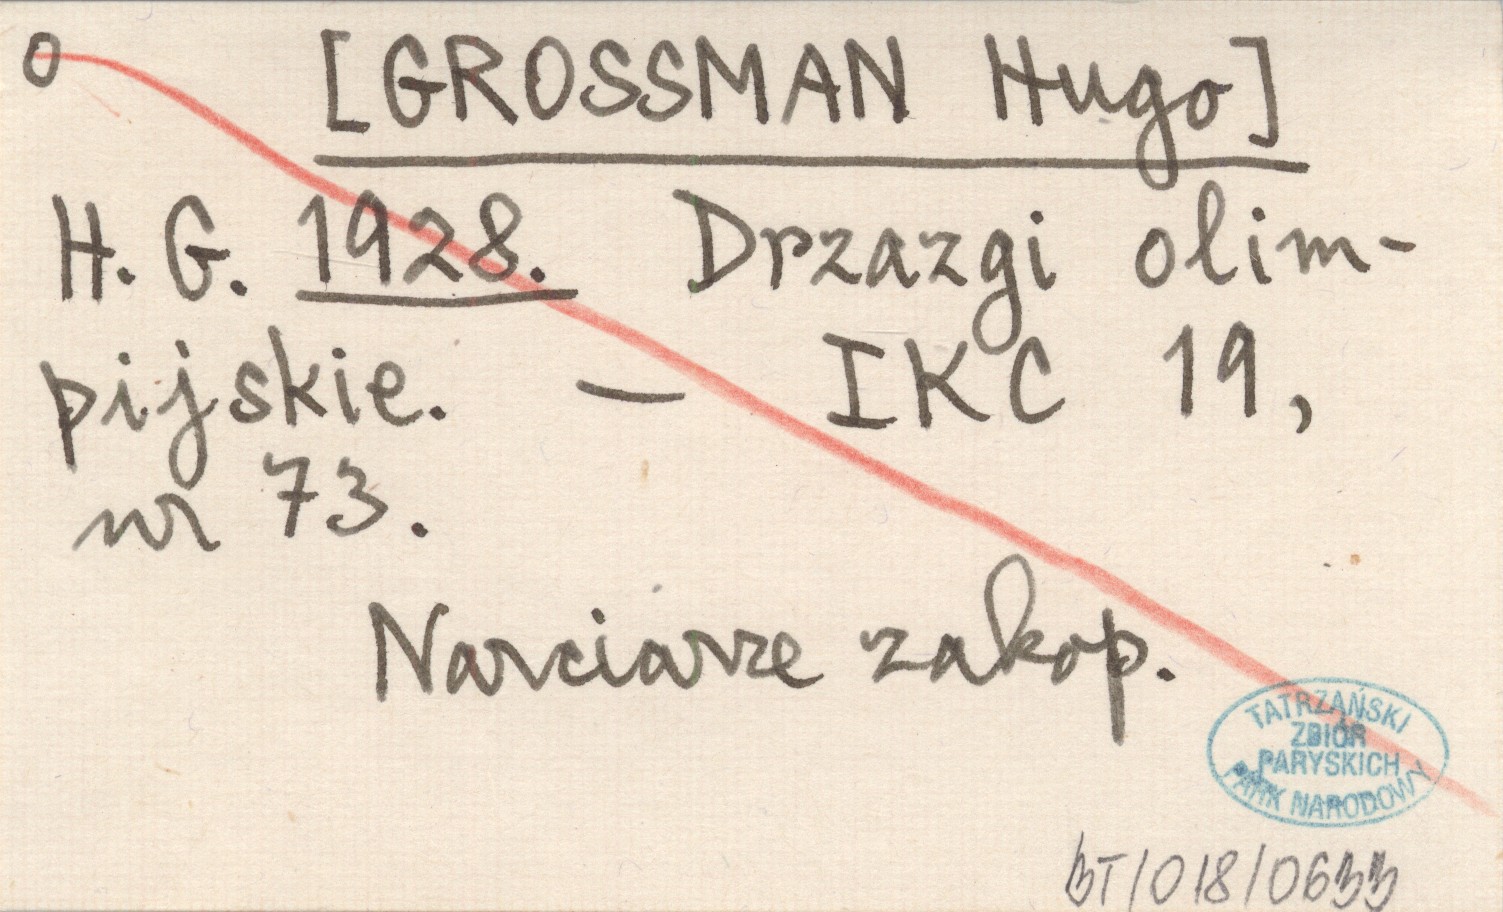 O [GROSSMAN Hugo]
H. G. 1928. Drzazgi olim-
pijskie. — IKC 19,
nr 73.
Narciarze zakop.
TATRZAŃSKI
ZBIÓR
PARYSKICH
PARK NARODOWY
BT/018/0633